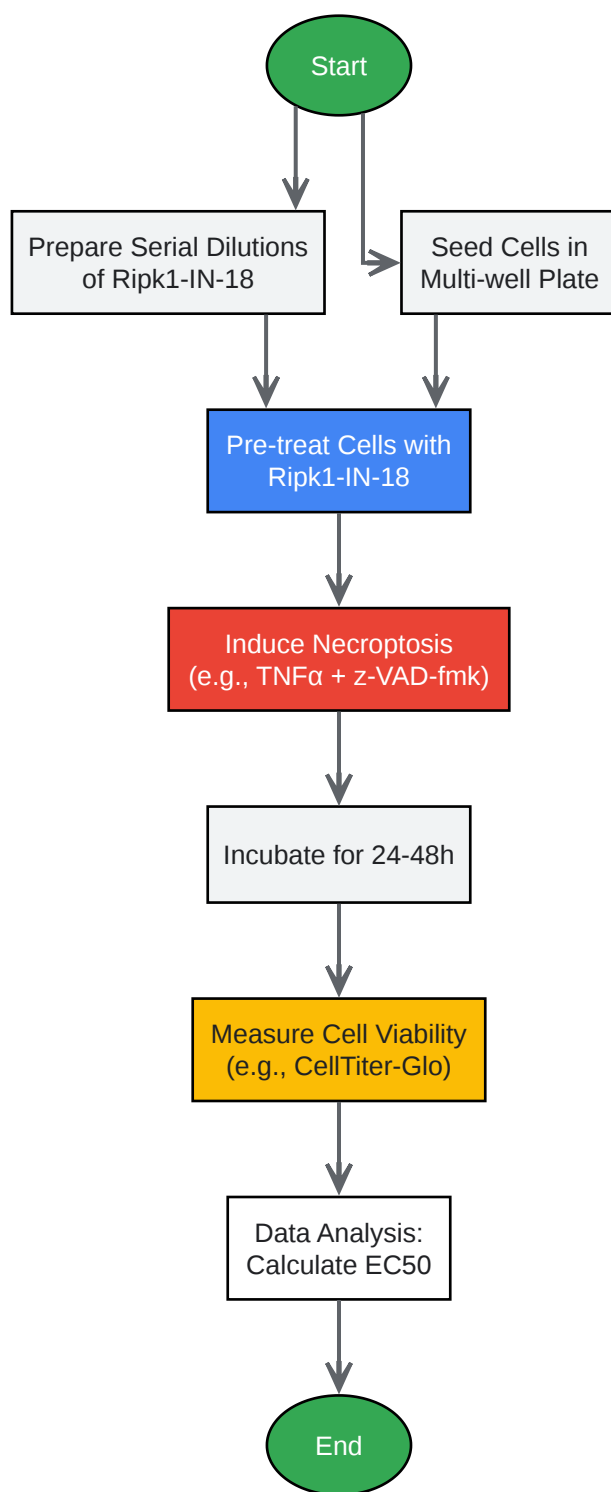 Start
Prepare Serial Dilutions
of Ripk1-IN-18
Seed Cells in
Multi-well Plate
Pre-treat Cells with
Ripk1-IN-18
Induce Necroptosis
(e.g., TNFα + z-VAD-fmk)
Incubate for 24-48h
Measure Cell Viability
(e.g., CellTiter-Glo)
Data Analysis:
Calculate EC50
End